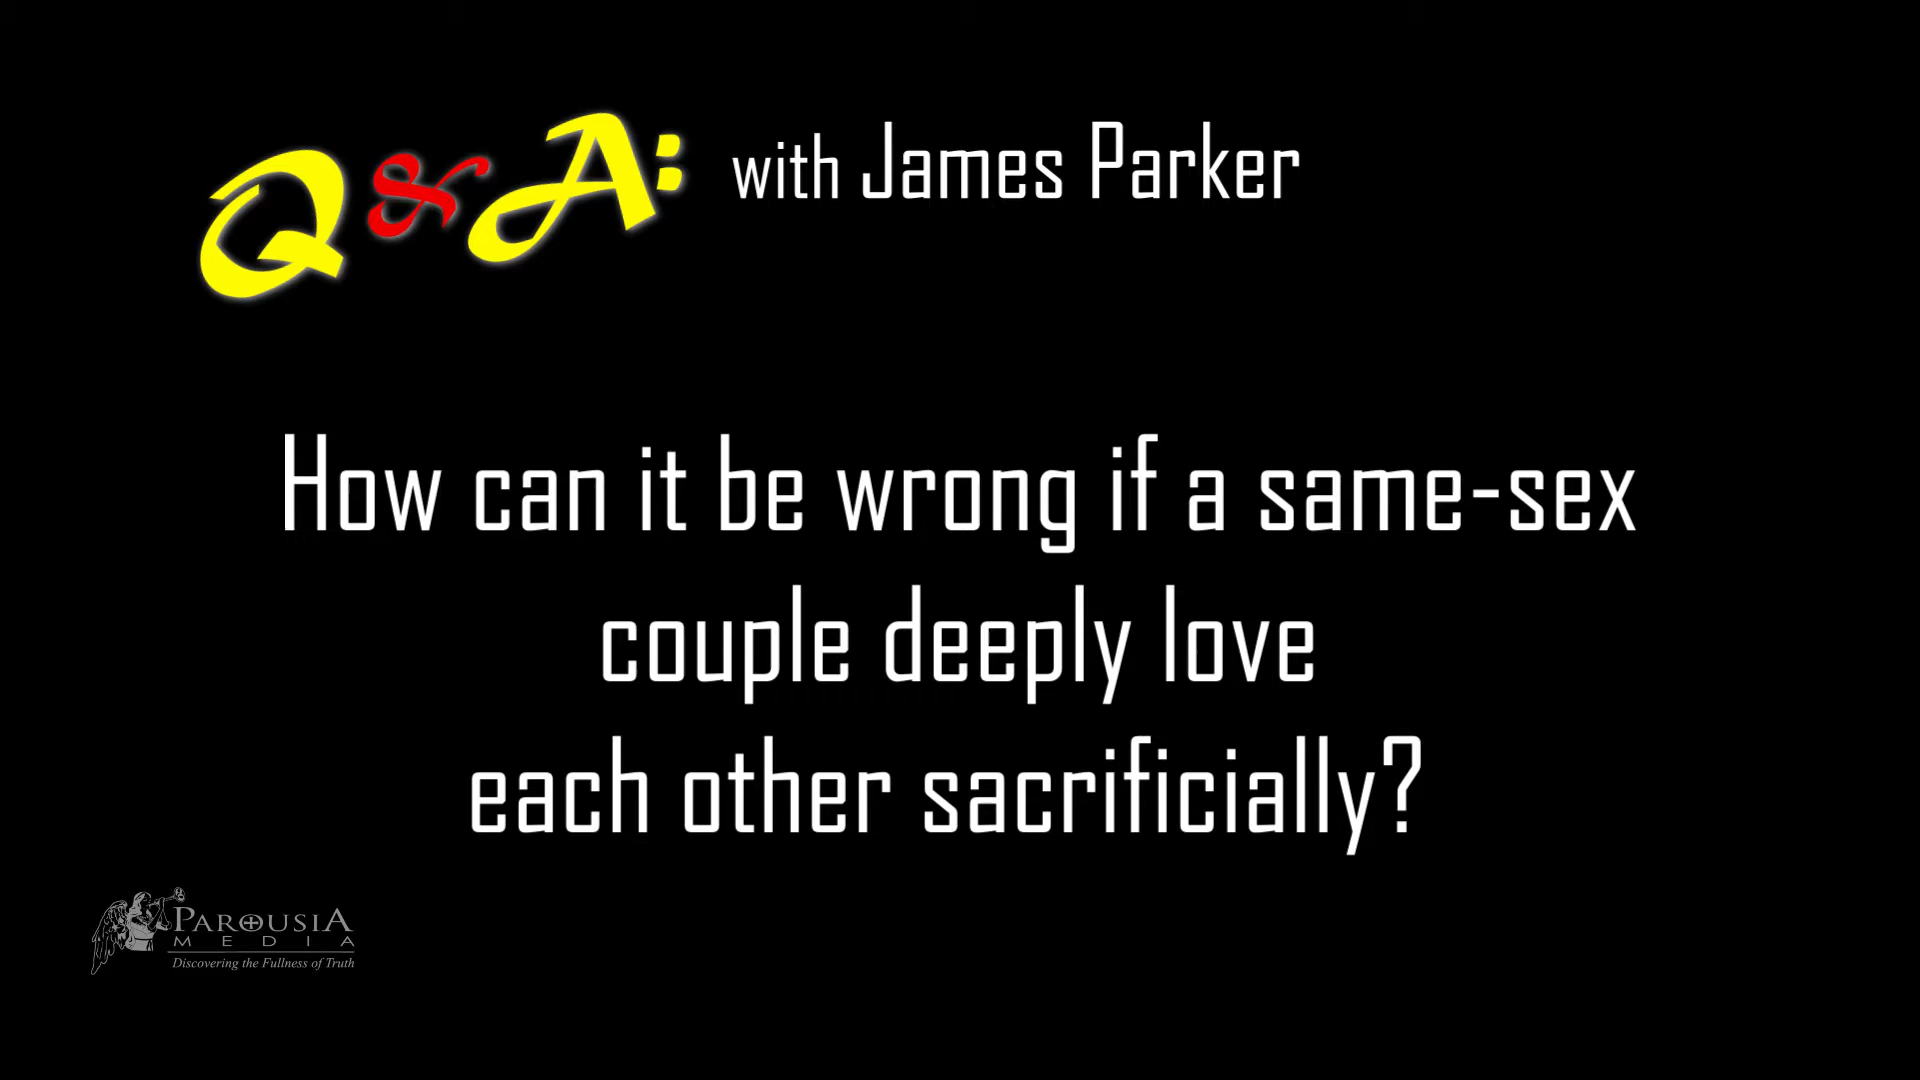 Q&A: with James Parker
How can it be wrong if a same-sex
couple deeply love
each other sacrificially?
PAROUSIA
MEDIA
Discovering the Fullness of Truth